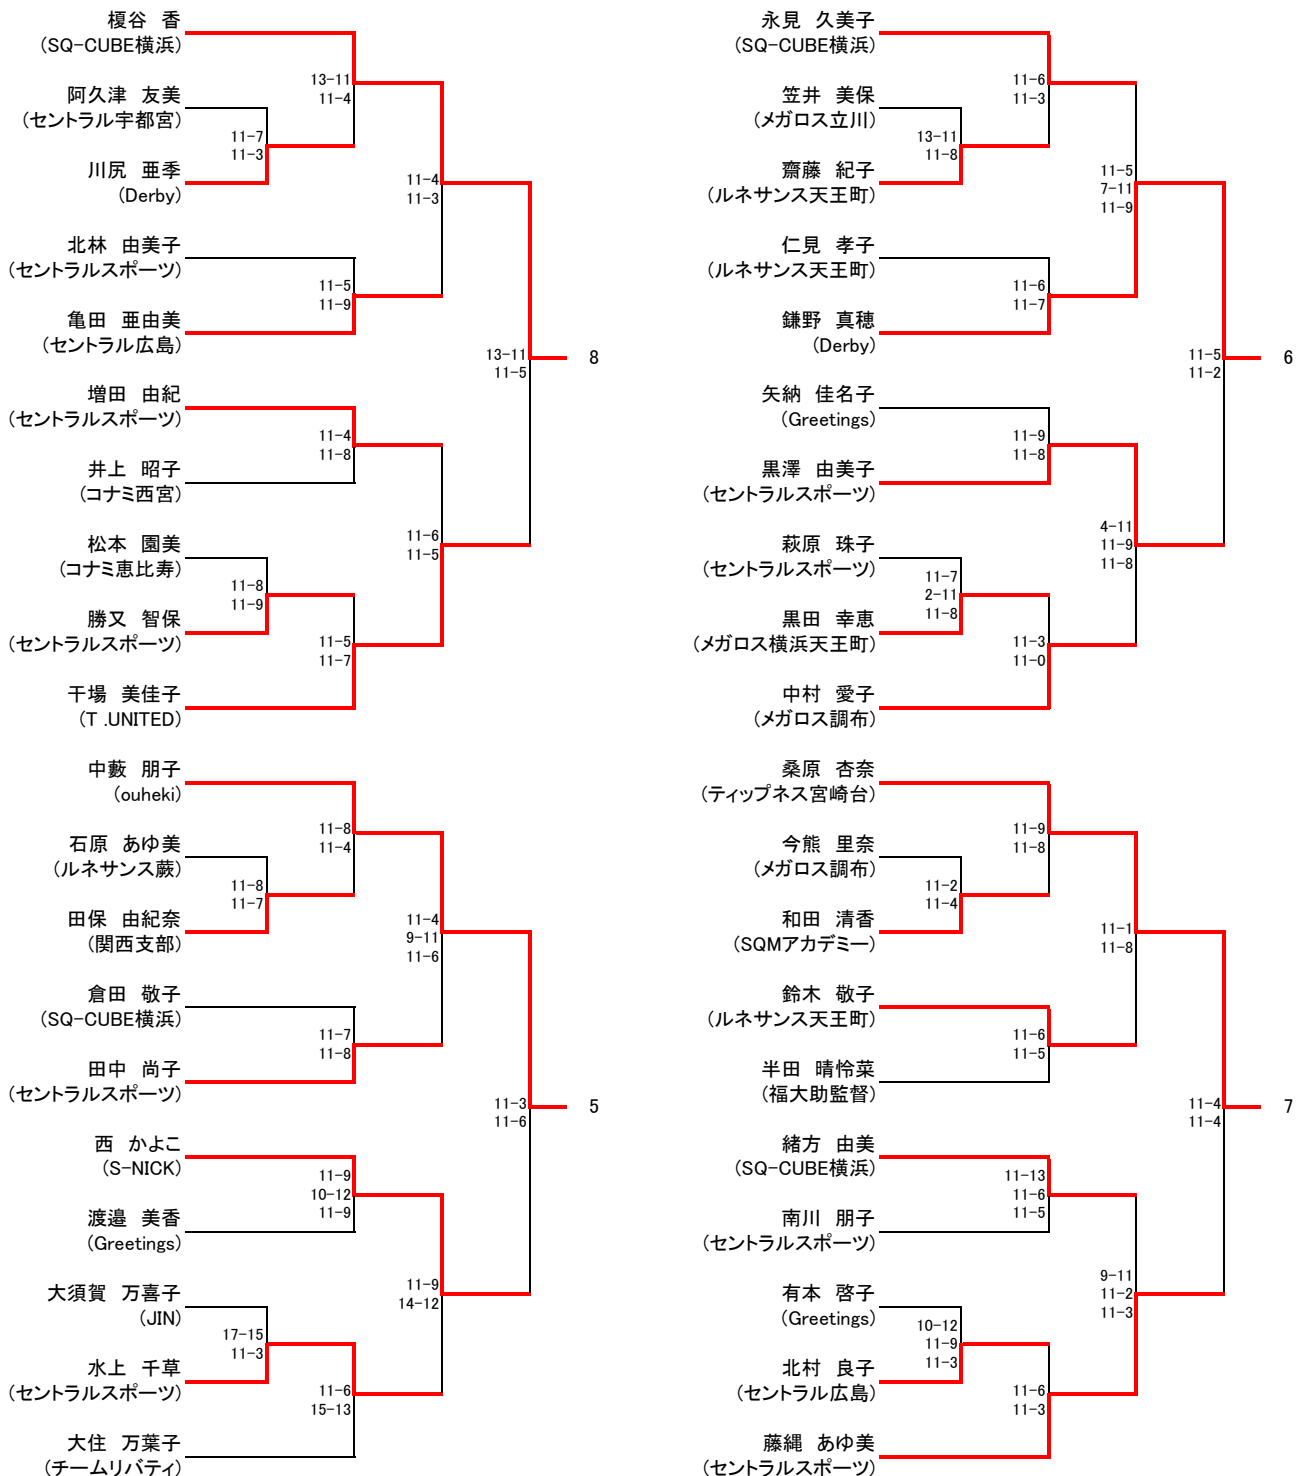 榎谷　香
(SQ-CUBE横浜)
13-11
11-4
阿久津　友美
(セントラル宇都宮)
11-7
11-3
川尻　亜季
(Derby)
11-4
11-3
北林　由美子
(セントラルスポーツ)
11-5
11-9
亀田　亜由美
(セントラル広島)
13-11
11-5
8
増田　由紀
(セントラルスポーツ)
11-4
11-8
井上　昭子
(コナミ西宮)
松本　園美
(コナミ恵比寿)
11-6
11-5
11-8
11-9
勝又　智保
(セントラルスポーツ)
11-5
11-7
干場　美佳子
(T .UNITED)
中藪　朋子
(ouheki)
11-8
11-4
石原　あゆ美
(ルネサンス蕨)
11-8
11-7
田保　由紀奈
(関西支部)
11-4
9-11
11-6
倉田　敬子
(SQ-CUBE横浜)
11-7
11-8
田中　尚子
(セントラルスポーツ)
11-3
11-6
5
西　かよこ
(S-NICK)
11-9
10-12
11-9
渡邉　美香
(Greetings)
大須賀　万喜子
(JIN)
11-9
14-12
17-15
11-3
水上　千草
(セントラルスポーツ)
11-6
15-13
大住　万葉子
(チームリバティ)
永見　久美子
(SQ-CUBE横浜)
11-6
11-3
笠井　美保
(メガロス立川)
13-11
11-8
齋藤　紀子
(ルネサンス天王町)
11-5
7-11
11-9
仁見　孝子
(ルネサンス天王町)
11-6
11-7
鎌野　真穂
(Derby)
11-5
11-2
6
矢納　佳名子
(Greetings)
11-9
11-8
黒澤　由美子
(セントラルスポーツ)
4-11
11-9
11-8
萩原　珠子
(セントラルスポーツ)
11-7
2-11
11-8
黒田　幸恵
(メガロス横浜天王町)
11-3
11-0
中村　愛子
(メガロス調布)
桑原　杏奈
(ティップネス宮崎台)
11-9
11-8
今熊　里奈
(メガロス調布)
11-2
11-4
和田　清香
(SQMアカデミー)
11-1
11-8
鈴木　敬子
(ルネサンス天王町)
11-6
11-5
半田　晴怜菜
(福大助監督)
11-4
11-4
7
緒方　由美
(SQ-CUBE横浜)
11-13
11-6
11-5
南川　朋子
(セントラルスポーツ)
9-11
11-2
11-3
有本　啓子
(Greetings)
10-12
11-9
11-3
北村　良子
(セントラル広島)
11-6
11-3
藤縄　あゆ美
(セントラルスポーツ)